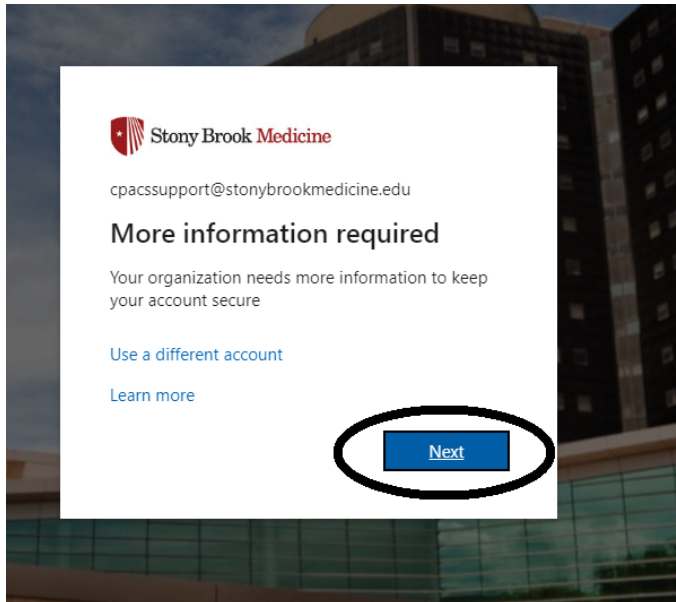 Stony Brook Medicine
cpacssupport@stonybrookmedicine.edu
More information required
Your organization needs more information to keep
your account secure
Use a different account
Learn more
Next